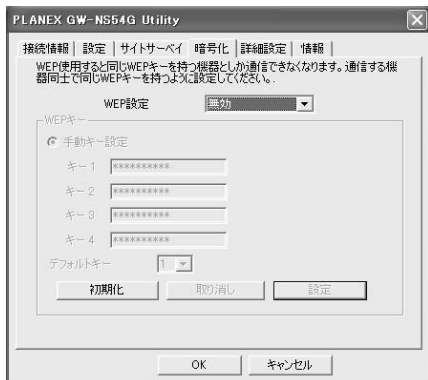 PLANEX GW-NS54G Utility
接続情報 設定 サイトサーベイ 暗号化 詳細設定 情報
WEP使用すると同じWEPキーを持つ機器としか通信できなくなります。通信する機
器同士で同じWEPキーを持つように設定してください。.
WEP設定 無効
WEPキー
手動キー設定
キー 1 **********
キー 2 **********
キー 3 **********
キー 4 **********
デフォルトキー 1
初期化 取り消し 設定
OK キャンセル